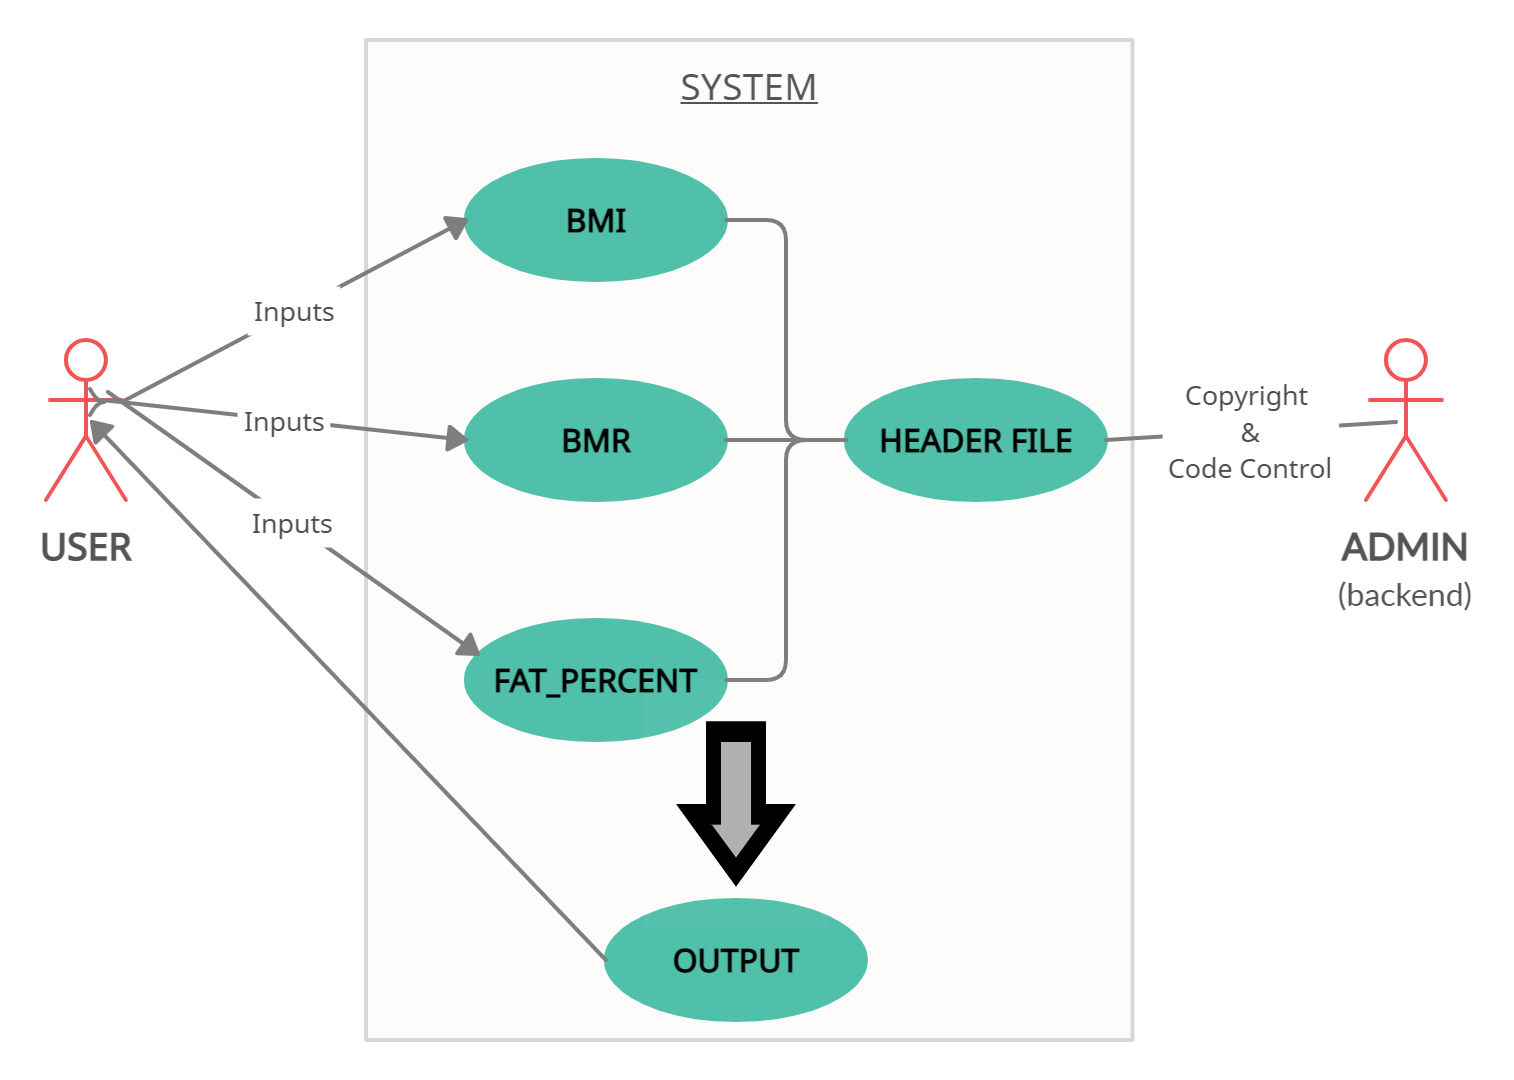 SYSTEM
BMI
Inputs
Inputs
BMR
HEADER FILE
Copyright
&
Code Control
Inputs
USER
ADMIN
(backend)
FAT_PERCENT
OUTPUT